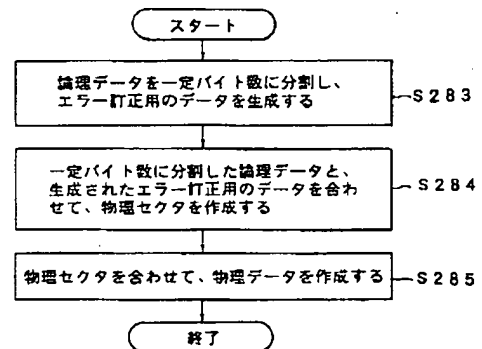 スタート
論理データを一定バイト数に分割し、
エラー訂正用のデータを生成する
S283
一定バイト数に分割した論理データと、
生成されたエラー訂正用のデータを合わ
せて、物理セクタを作成する
S284
物理セクタを合わせて、物理データを作成する
S285
終了